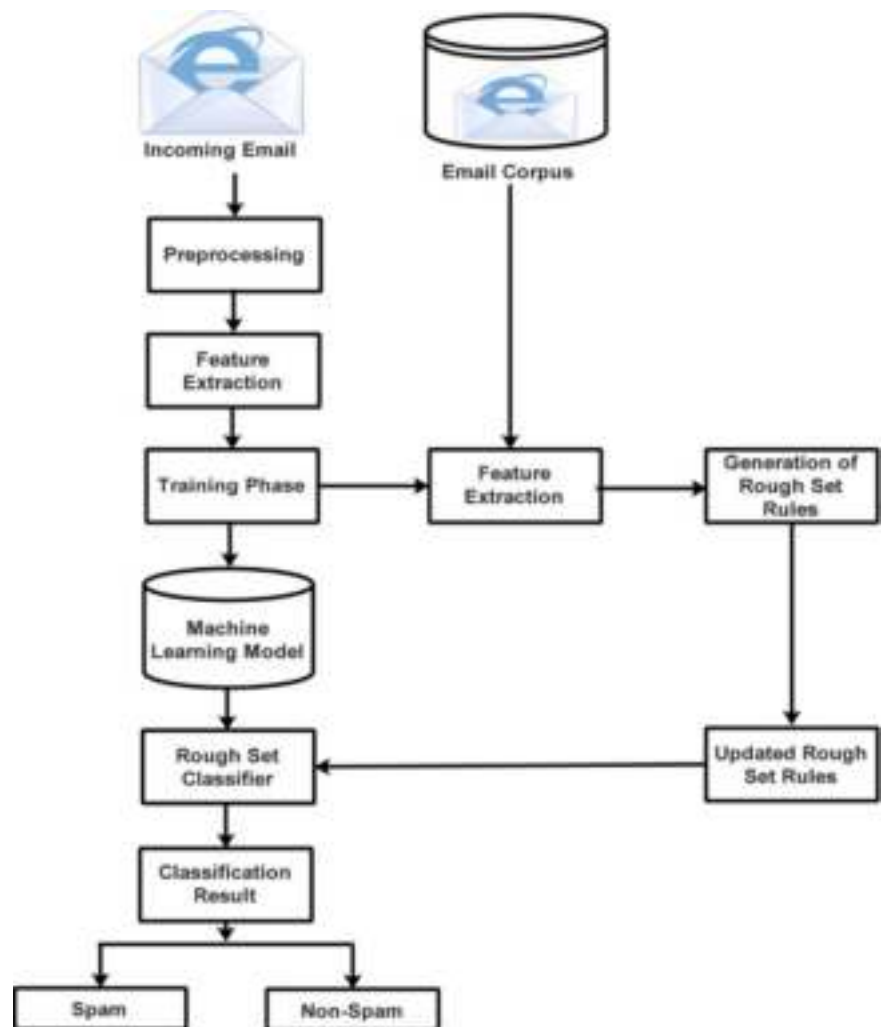 Incoming Email
Email Corpus
Preprocessing
Feature
Extraction
Training Phase
Feature
Extraction
Generation of
Rough Set
Rules
Machine
Learning Model
Rough Set
Classifier
Updated Rough
Set Rules
Classification
Result
Spam
Non-Spam